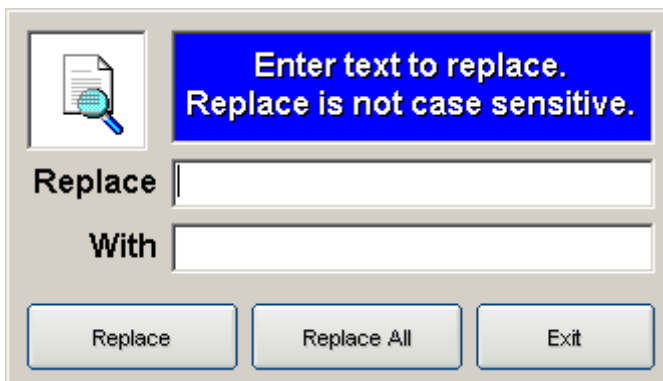 Enter text to replace.
Replace is not case sensitive.
Replace
With
Replace
Replace All
Exit